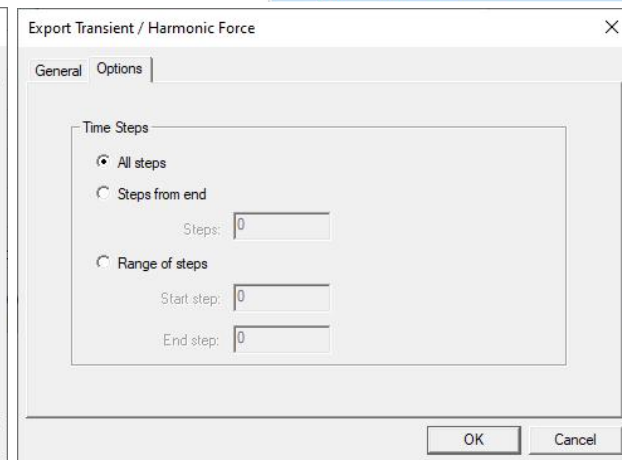 Export Transient / Harmonic Force
General Options
Time Steps
All steps
Steps from end
Steps: 0
Range of steps
Start step: 0
End step: 0
OK Cancel